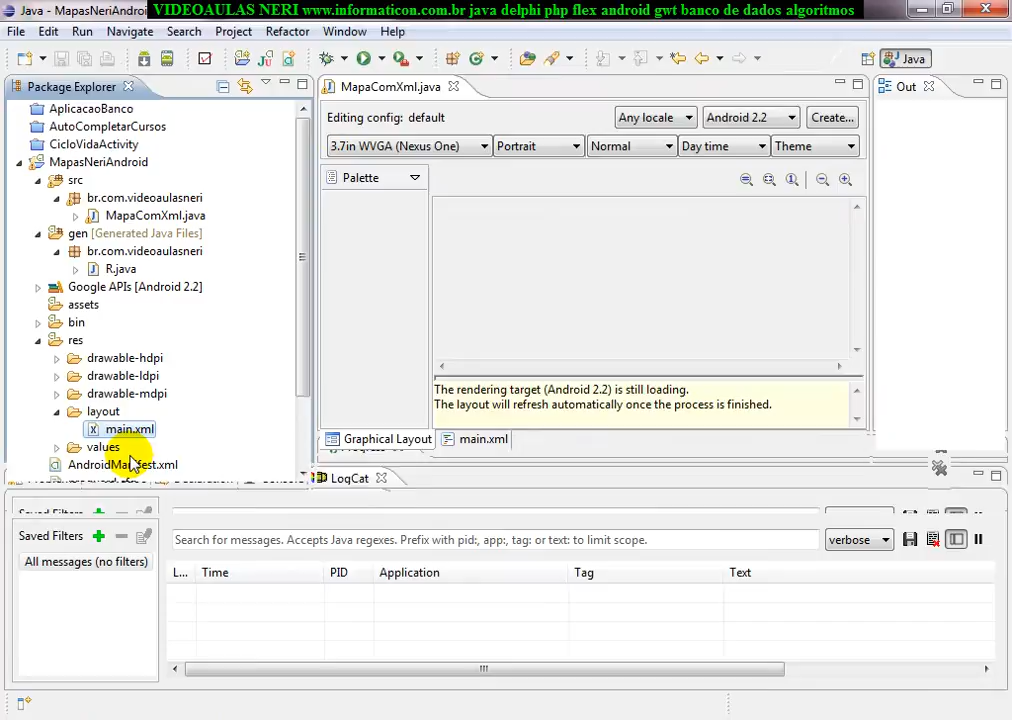 Java - MapasNeriAndroi
VIDEOAULAS NERI www.informaticon.com.br java delphi php flex android gwt banco de dados algoritmos
File Edit Run Navigate Search Project Refactor Window Help
Java
Package Explorer
MapaComXml.java
Out
AplicacaoBanco
AutoCompletarCursos
CicloVidaActivity
MapasNeriAndroid
src
br.com.videoaulasneri
MapaComXml.java
gen [Generated Java Files]
br.com.videoaulasneri
R.java
Google APIs [Android 2.2]
assets
bin
res
drawable-hdpi
drawable-ldpi
drawable-mdpi
layout
main.xml
values
AndroidManifest.xml
Editing config: default
Any locale
Android 2.2
Create...
3.7in WVGA (Nexus One)
Portrait
Normal
Day time
Theme
Palette
The rendering target (Android 2.2) is still loading.
The layout will refresh automatically once the process is finished.
Graphical Layout
main.xml
LogCat
Saved Filters
Saved Filters
All messages (no filters)
Search for messages. Accepts Java regexes. Prefix with pid:, app:, tag: or text: to limit scope.
verbose
L... Time PID Application Tag Text